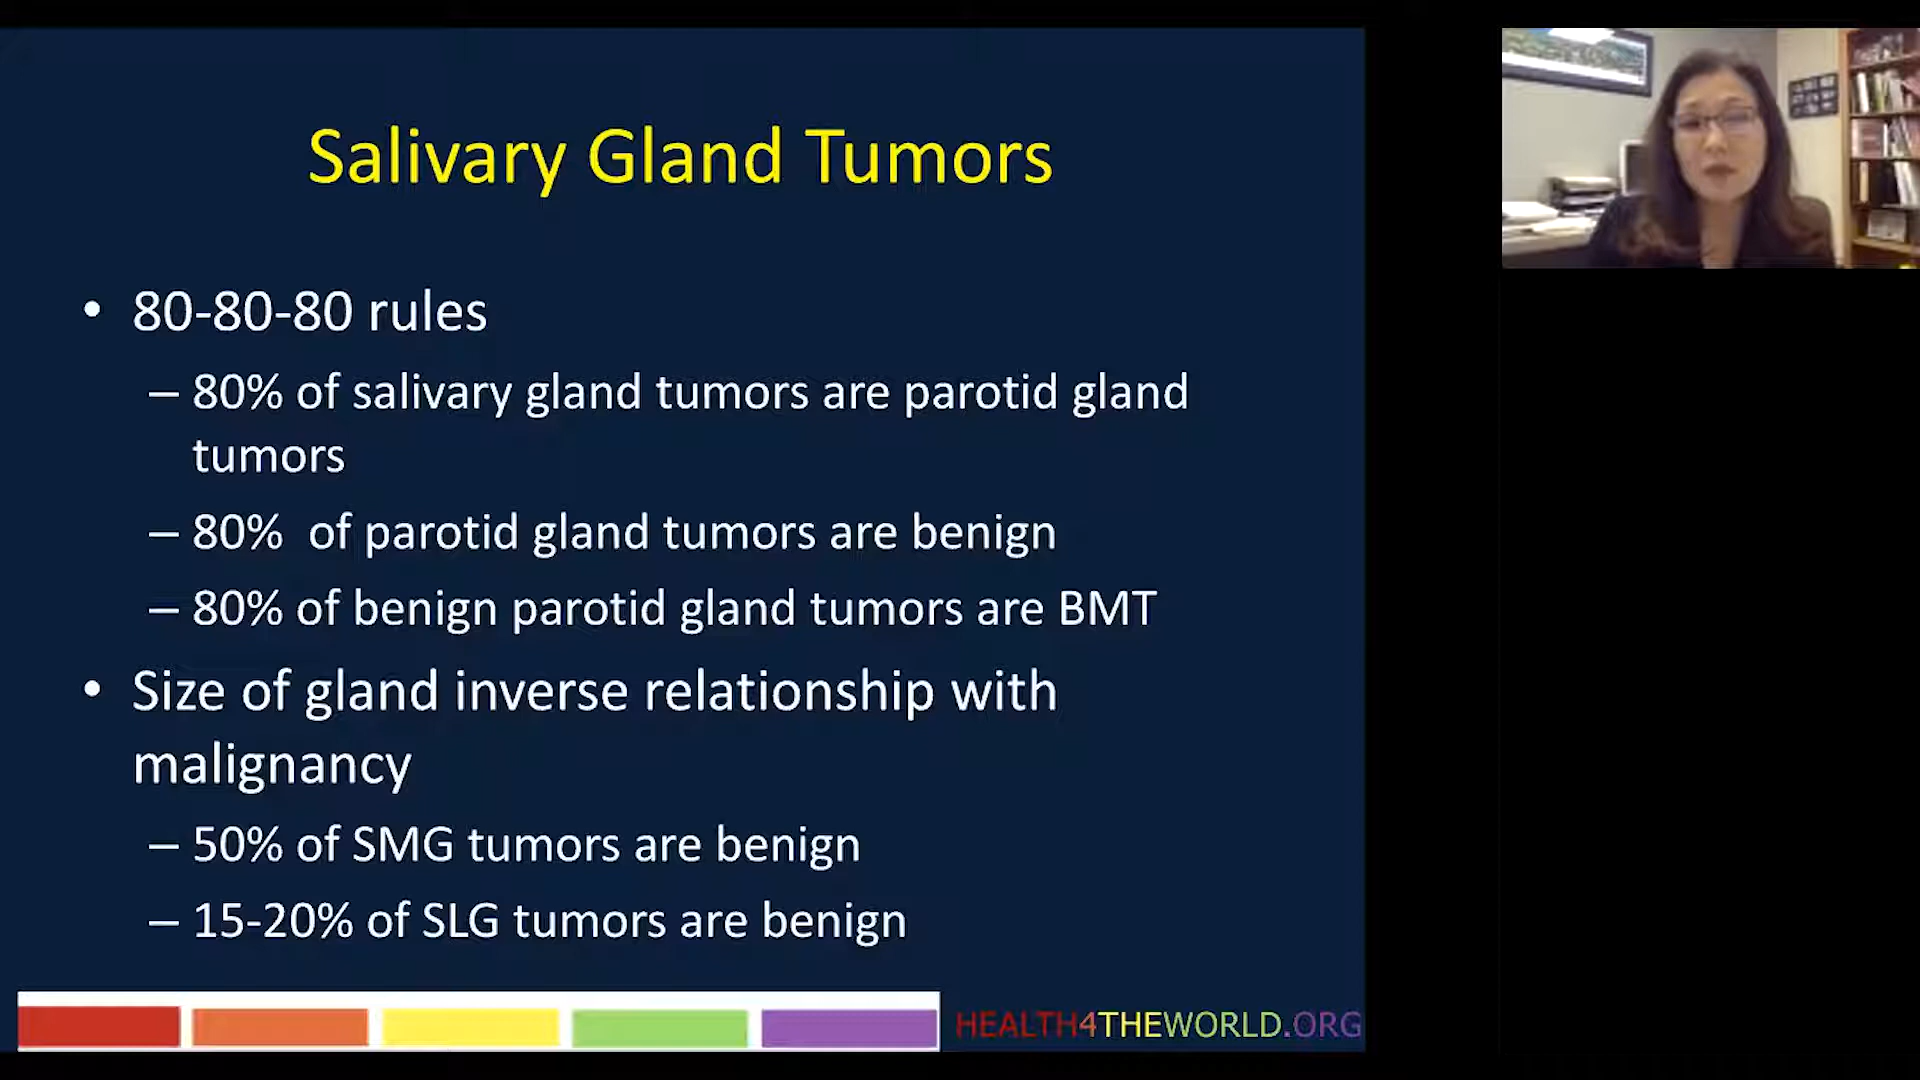 Salivary Gland Tumors
• 80-80-80 rules
– 80% of salivary gland tumors are parotid gland
tumors
– 80%  of parotid gland tumors are benign
– 80% of benign parotid gland tumors are BMT
• Size of gland inverse relationship with
malignancy
– 50% of SMG tumors are benign
– 15-20% of SLG tumors are benign
HEALTH4THEWORLD.ORG